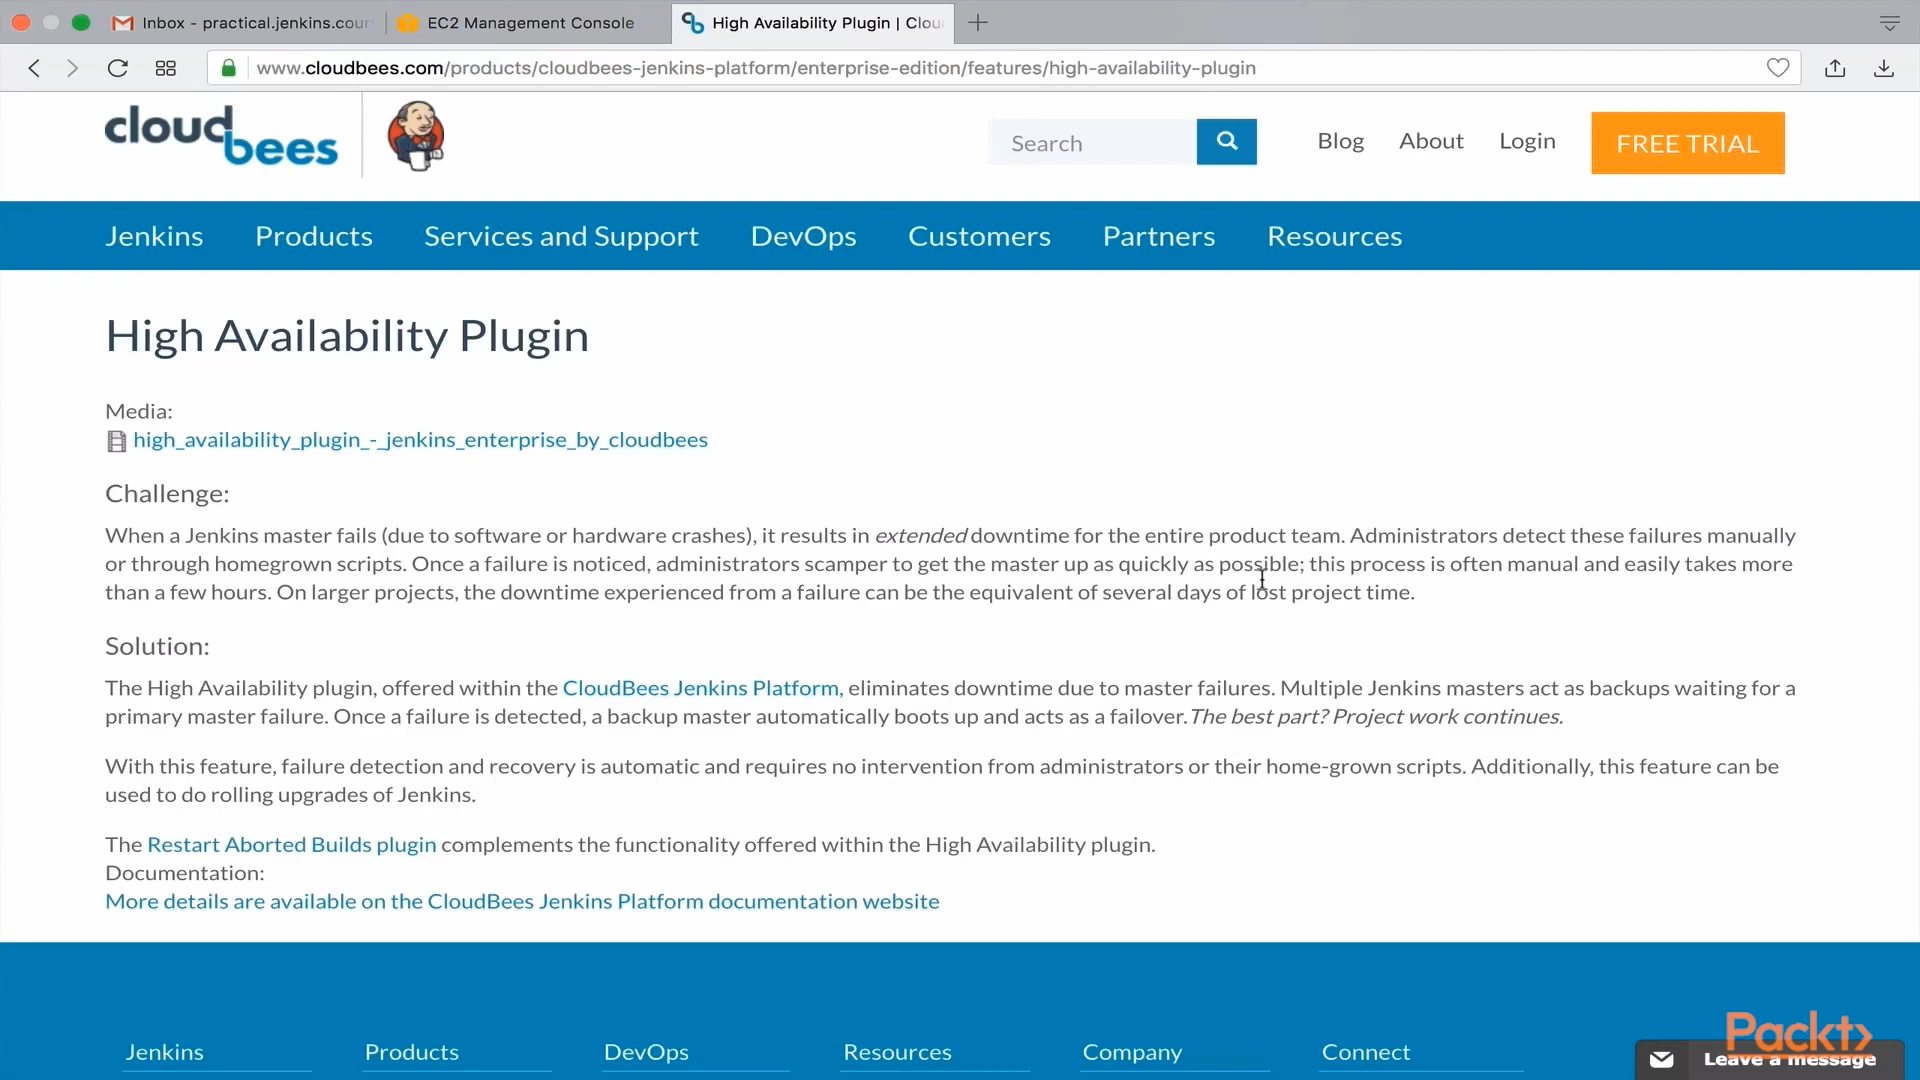 Inbox - practical.jenkins.cour
EC2 Management Console
High Availability Plugin | Clou
www.cloudbees.com/products/cloudbees-jenkins-platform/enterprise-edition/features/high-availability-plugin
cloudbees
Search
Blog
About
Login
FREE TRIAL
Jenkins
Products
Services and Support
DevOps
Customers
Partners
Resources
High Availability Plugin
Media:
high_availability_plugin_-_jenkins_enterprise_by_cloudbees
Challenge:
When a Jenkins master fails (due to software or hardware crashes), it results in extended downtime for the entire product team. Administrators detect these failures manually
or through homegrown scripts. Once a failure is noticed, administrators scamper to get the master up as quickly as possible; this process is often manual and easily takes more
than a few hours. On larger projects, the downtime experienced from a failure can be the equivalent of several days of lost project time.
Solution:
The High Availability plugin, offered within the CloudBees Jenkins Platform, eliminates downtime due to master failures. Multiple Jenkins masters act as backups waiting for a
primary master failure. Once a failure is detected, a backup master automatically boots up and acts as a failover. The best part? Project work continues.
With this feature, failure detection and recovery is automatic and requires no intervention from administrators or their home-grown scripts. Additionally, this feature can be
used to do rolling upgrades of Jenkins.
The Restart Aborted Builds plugin complements the functionality offered within the High Availability plugin.
Documentation:
More details are available on the CloudBees Jenkins Platform documentation website
Jenkins
Products
DevOps
Resources
Company
Connect
Packt>
Leave a message